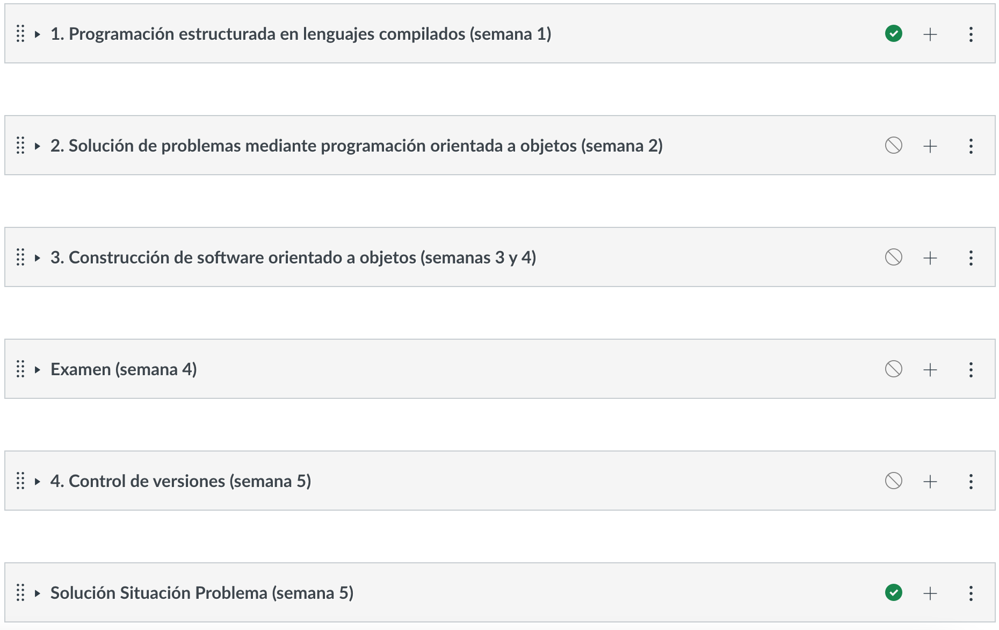 1. Programación estructurada en lenguajes compilados (semana 1)
2. Solución de problemas mediante programación orientada a objetos (semana 2)
3. Construcción de software orientado a objetos (semanas 3 y 4)
Examen (semana 4)
4. Control de versiones (semana 5)
Solución Situación Problema (semana 5)